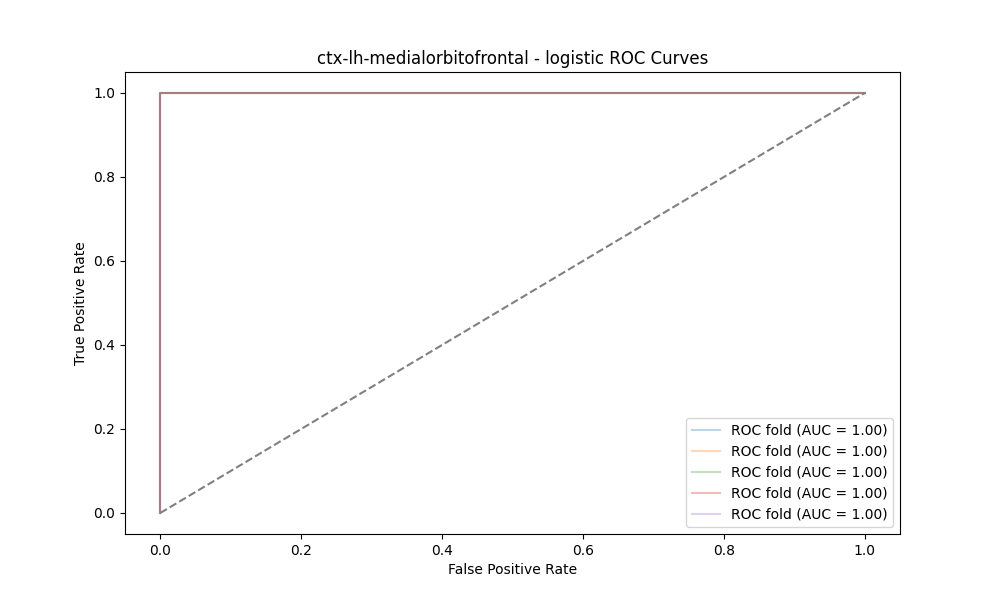 ctx-lh-medialorbitofrontal - logistic ROC Curves
True Positive Rate
1.0
0.8
0.6
0.4
0.2
0.0
ROC fold (AUC = 1.00)
ROC fold (AUC = 1.00)
ROC fold (AUC = 1.00)
ROC fold (AUC = 1.00)
ROC fold (AUC = 1.00)
0.0 0.2 0.4 0.6 0.8 1.0
False Positive Rate